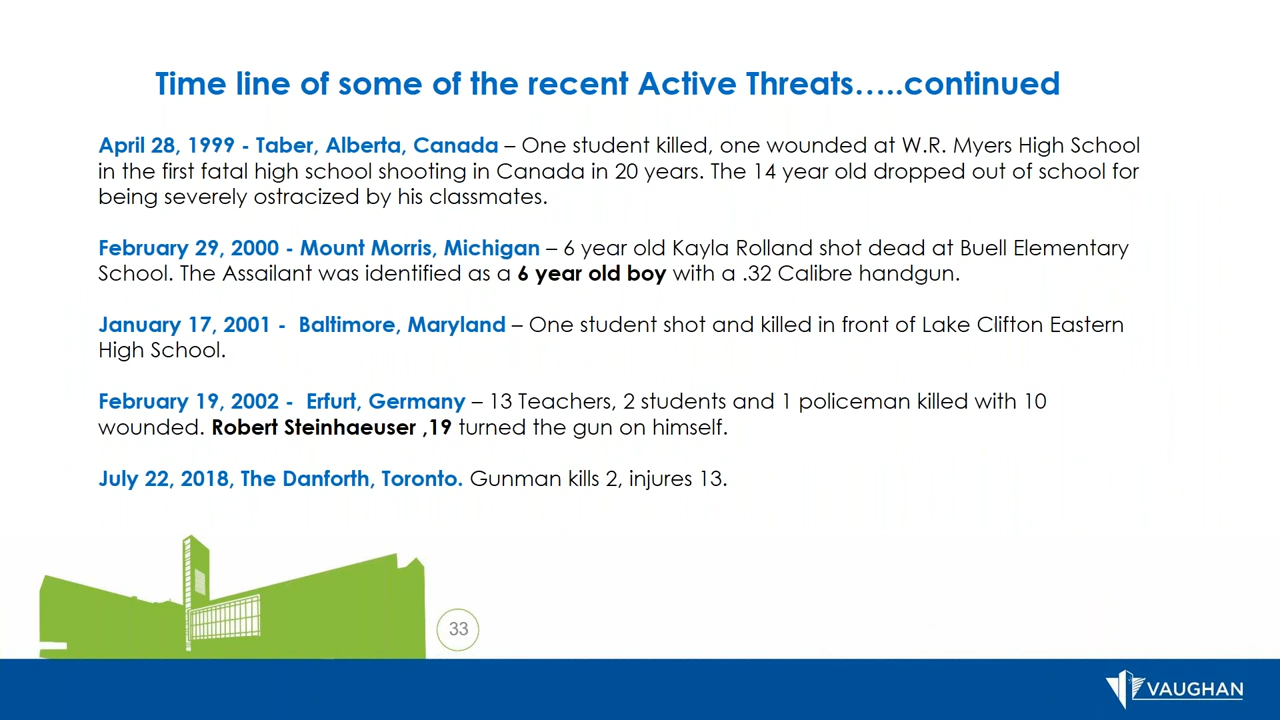 Time line of some of the recent Active Threats…..continued
April 28, 1999 - Taber, Alberta, Canada – One student killed, one wounded at W.R. Myers High School
in the first fatal high school shooting in Canada in 20 years. The 14 year old dropped out of school for
being severely ostracized by his classmates.
February 29, 2000 - Mount Morris, Michigan – 6 year old Kayla Rolland shot dead at Buell Elementary
School. The Assailant was identified as a 6 year old boy with a .32 Calibre handgun.
January 17, 2001 - Baltimore, Maryland – One student shot and killed in front of Lake Clifton Eastern
High School.
February 19, 2002 - Erfurt, Germany – 13 Teachers, 2 students and 1 policeman killed with 10
wounded. Robert Steinhaeuser ,19 turned the gun on himself.
July 22, 2018, The Danforth, Toronto. Gunman kills 2, injures 13.
33
VAUGHAN